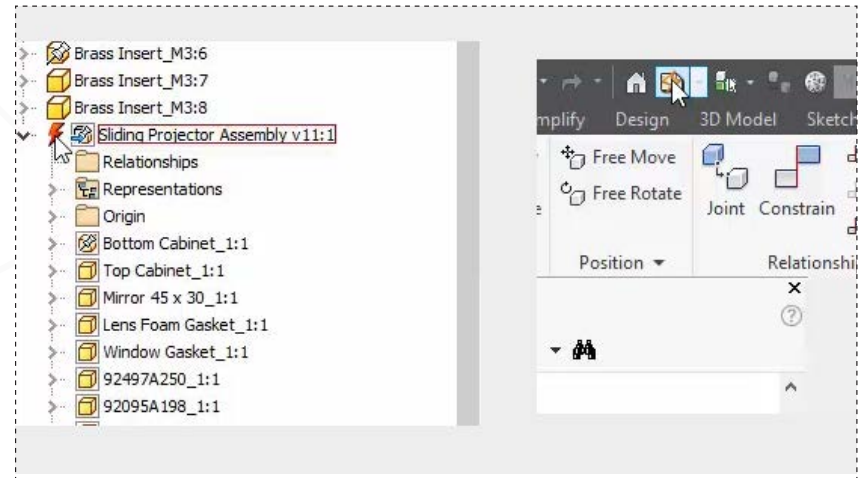 Brass Insert_M3:6
Brass Insert_M3:7
Brass Insert_M3:8
Sliding Projector Assembly v11:1
Relationships
Representations
Origin
Bottom Cabinet_1:1
Top Cabinet_1:1
Mirror 45 x 30_1:1
Lens Foam Gasket_1:1
Window Gasket_1:1
92497A250_1:1
92095A198_1:1
mplify Design 3D Model Sketch
Free Move
Free Rotate
Joint Constrain
Position Relationshi